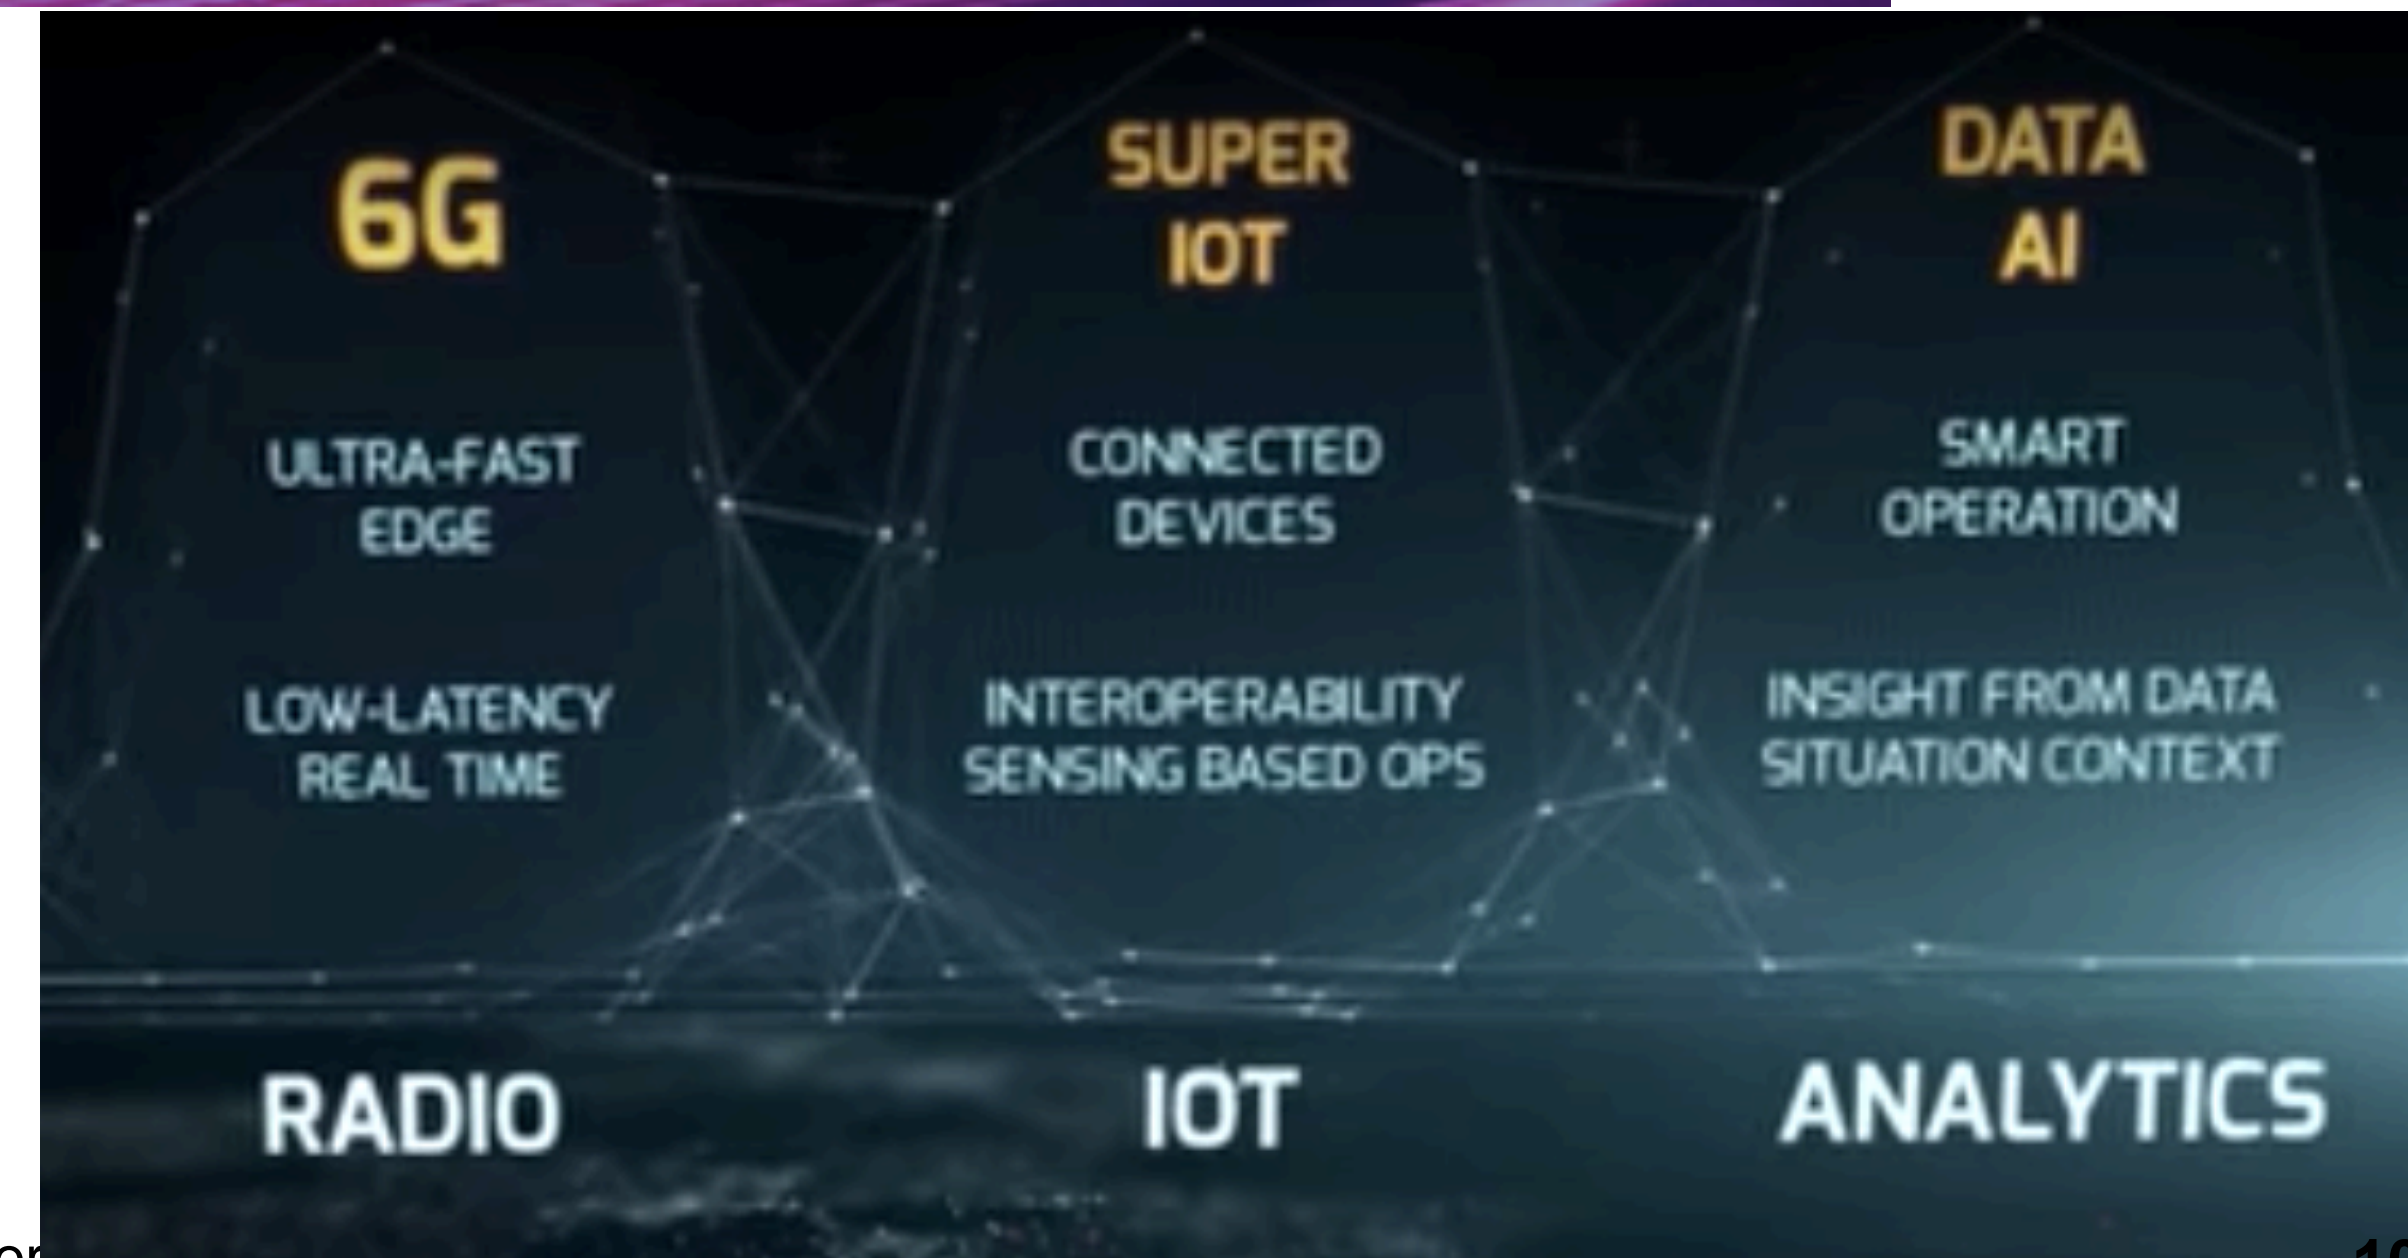 6G
ULTRA-FAST
EDGE
LOW-LATENCY
REAL TIME
RADIO
SUPER
IOT
CONNECTED
DEVICES
INTEROPERABILITY
SENSING BASED OPS
IOT
DATA
AI
SMART
OPERATION
INSIGHT FROM DATA
SITUATION CONTEXT
ANALYTICS